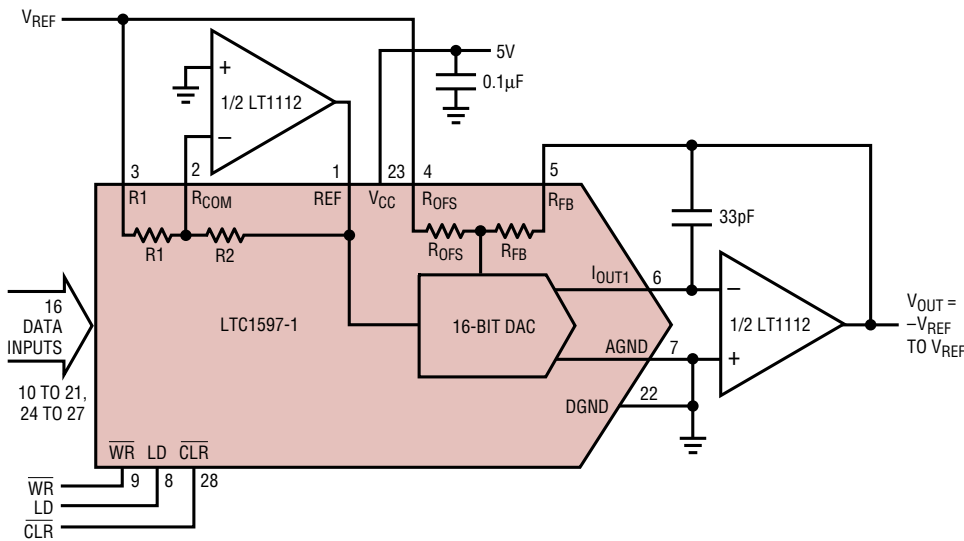 VREF
5V
0.1µF
+
1/2 LT1112
−
3
2
1
23
4
5
R1
RCOM
REF
VCC
ROFS
RFB
33pF
R1
R2
ROFS
RFB
IOUT1
6
−
16
DATA
INPUTS
LTC1597-1
16-BIT DAC
1/2 LT1112
VOUT =
–VREF
TO VREF
AGND
7
+
10 TO 21,
24 TO 27
DGND
22
WR
LD
CLR
9
8
28
WR
LD
CLR